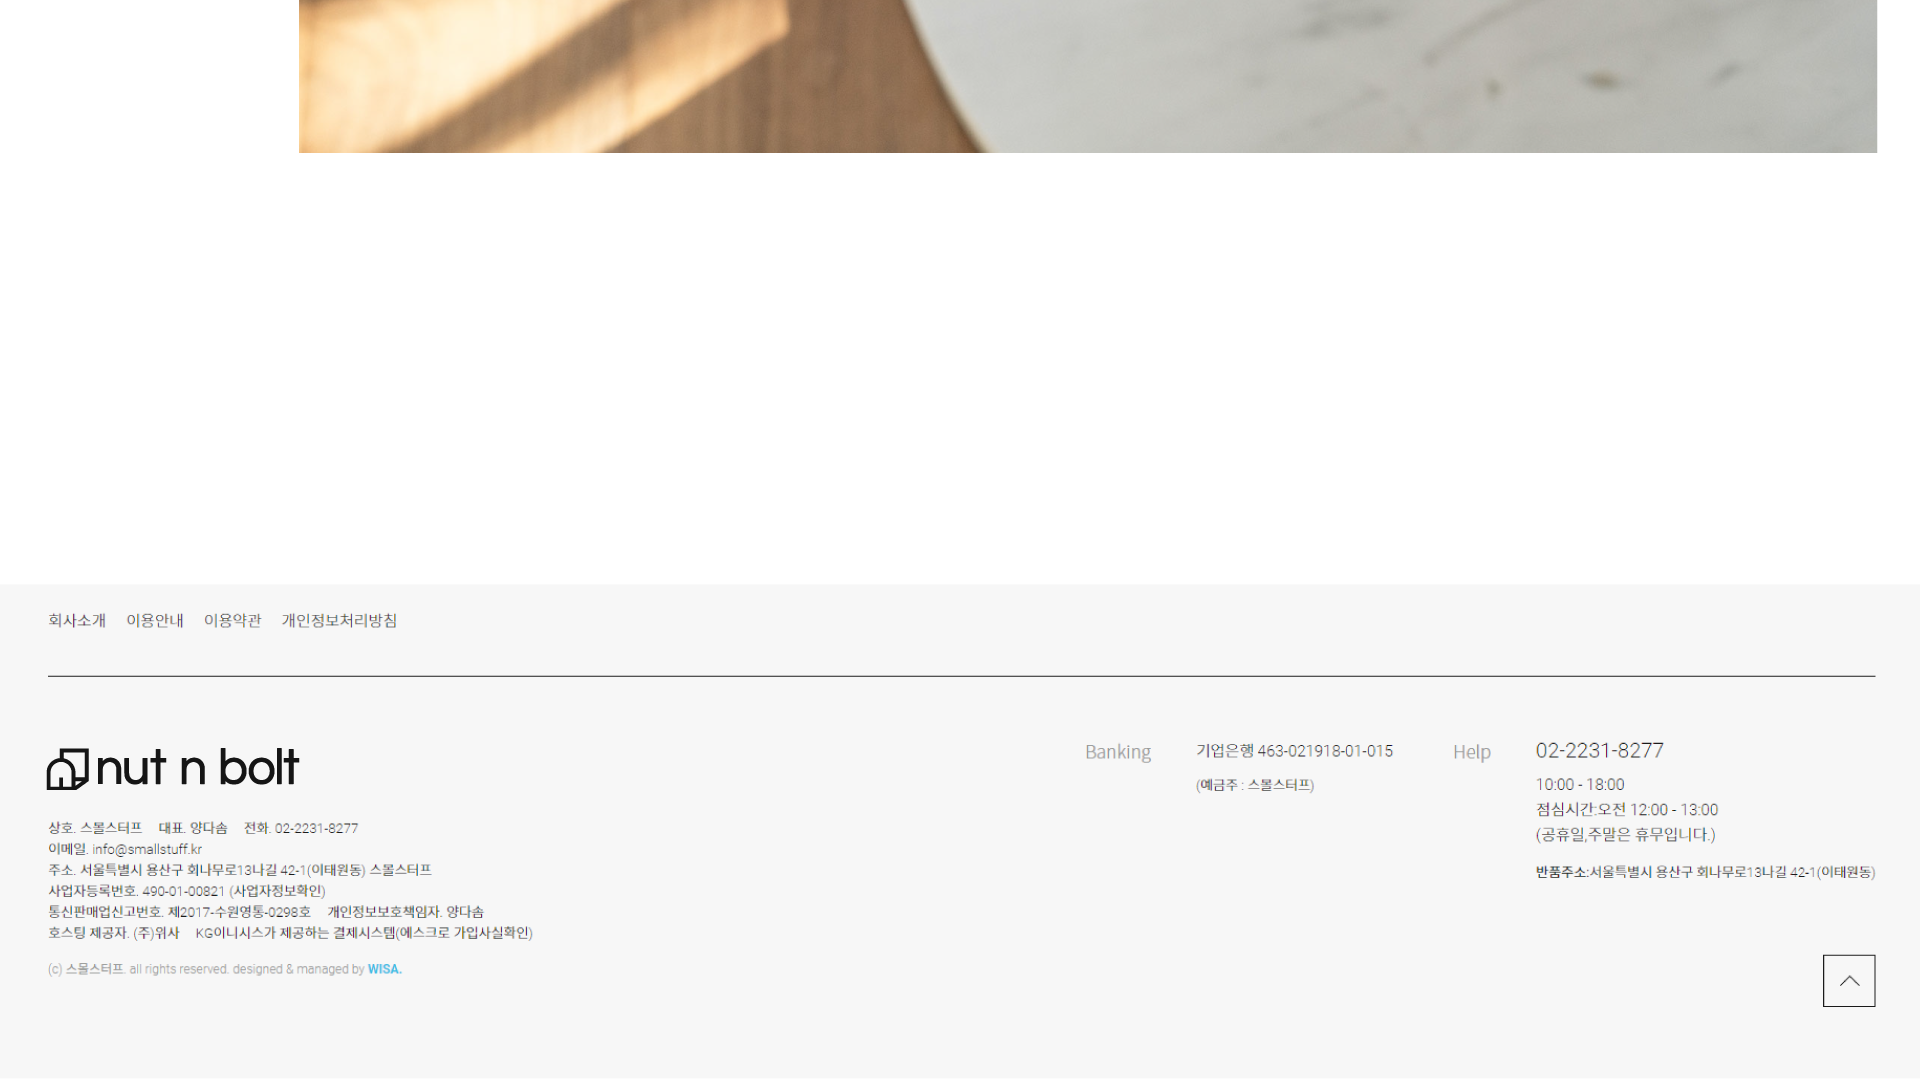 회사소개 이용안내 이용약관 개인정보처리방침
nut n bolt
상호. 스몰스터프 대표. 양다솜 전화. 02-2231-8277
이메일. info@smallstuff.kr
주소. 서울특별시 용산구 회나무로13나길 42-1(이태원동) 스몰스터프
사업자등록번호. 490-01-00821 (사업자정보확인)
통신판매업신고번호. 제2017-수원영통-0298호 개인정보보호책임자. 양다솜
호스팅 제공자. (주)위사 KG이니시스가 제공하는 결제시스템(에스크로 가입사실확인)
(c) 스몰스터프. all rights reserved. designed & managed by WISA.
Banking
기업은행 463-021918-01-015
(예금주 : 스몰스터프)
Help
02-2231-8277
10:00 - 18:00
점심시간:오전 12:00 - 13:00
(공휴일,주말은 휴무입니다.)
반품주소:서울특별시 용산구 회나무로13나길 42-1(이태원동)